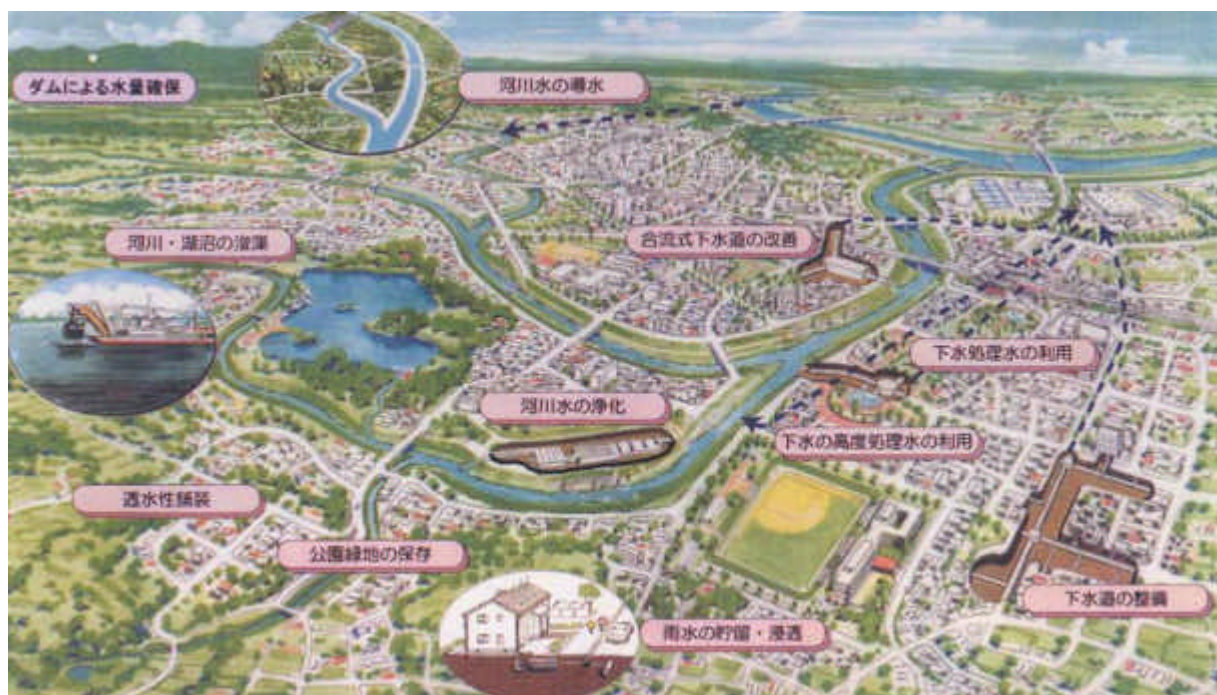 ダムによる水量確保
河川水の導水
河川・湖沼の浚渫
合流式下水道の改善
下水処理水の利用
河川水の浄化
下水の高度処理水の利用
透水性舗装
公園緑地の保存
下水道の整備
雨水の貯留・浸透